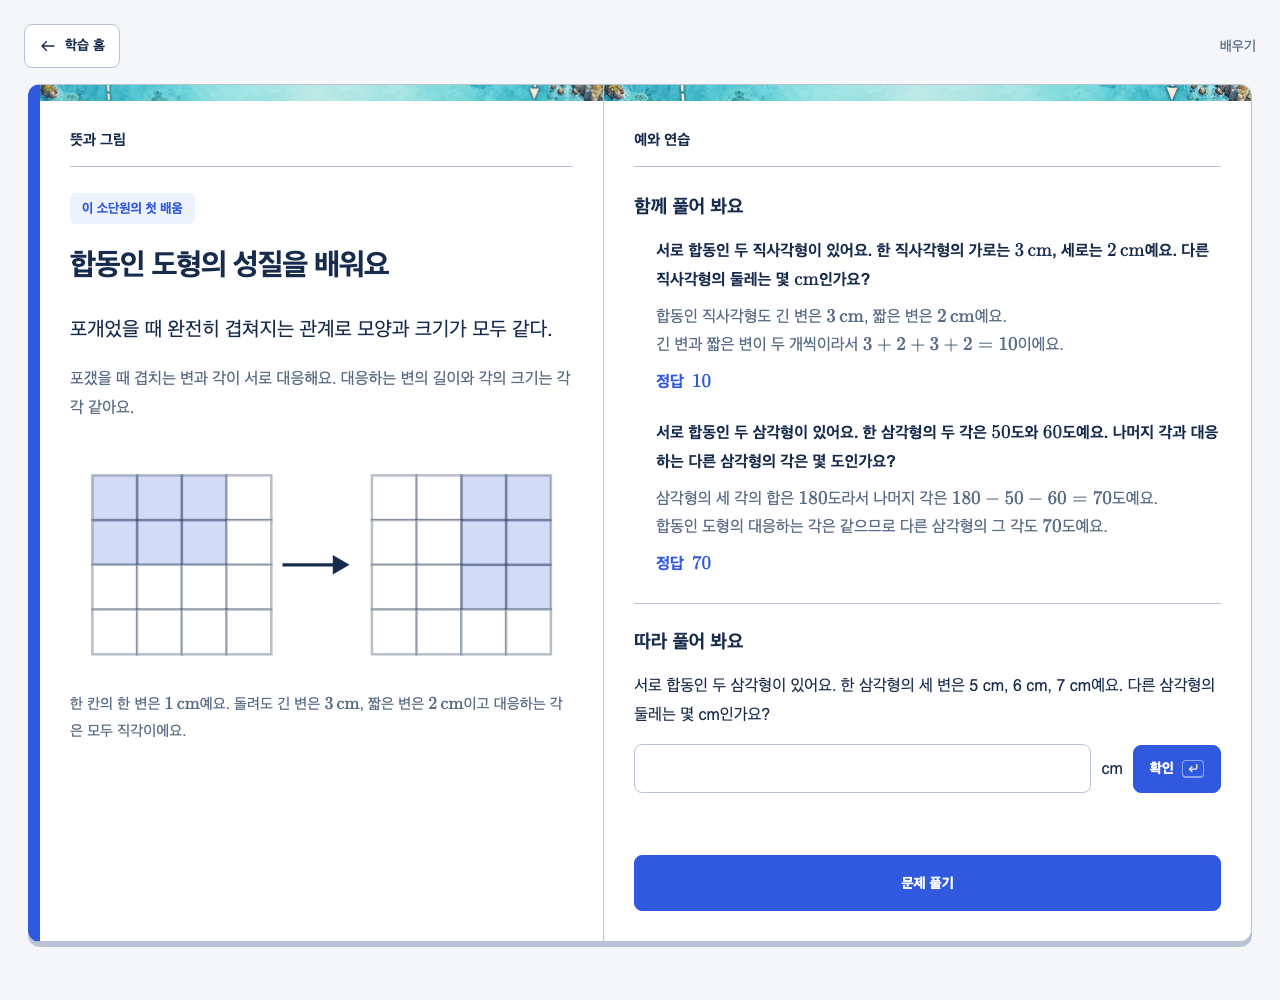 학습 홈
배우기
뜻과 그림
이 소단원의 첫 배움
합동인 도형의 성질을 배워요
포개었을 때 완전히 겹쳐지는 관계로 모양과 크기가 모두 같다.
포갰을 때 겹치는 변과 각이 서로 대응해요. 대응하는 변의 길이와 각의 크기는 각
각 같아요.
한 칸의 한 변은 1 cm예요. 돌려도 긴 변은 3 cm, 짧은 변은 2 cm이고 대응하는 각
은 모두 직각이에요.
예와 연습
함께 풀어 봐요
서로 합동인 두 직사각형이 있어요. 한 직사각형의 가로는 3 cm, 세로는 2 cm예요. 다른
직사각형의 둘레는 몇 cm인가요?
합동인 직사각형도 긴 변은 3 cm, 짧은 변은 2 cm예요.
긴 변과 짧은 변이 두 개씩이라서 3 + 2 + 3 + 2 = 10이에요.
정답 10
서로 합동인 두 삼각형이 있어요. 한 삼각형의 두 각은 50도와 60도예요. 나머지 각과 대응
하는 다른 삼각형의 각은 몇 도인가요?
삼각형의 세 각의 합은 180도라서 나머지 각은 180 − 50 − 60 = 70도예요.
합동인 도형의 대응하는 각은 같으므로 다른 삼각형의 그 각도 70도예요.
정답 70
따라 풀어 봐요
서로 합동인 두 삼각형이 있어요. 한 삼각형의 세 변은 5 cm, 6 cm, 7 cm예요. 다른 삼각형의
둘레는 몇 cm인가요?
cm
확인
문제 풀기